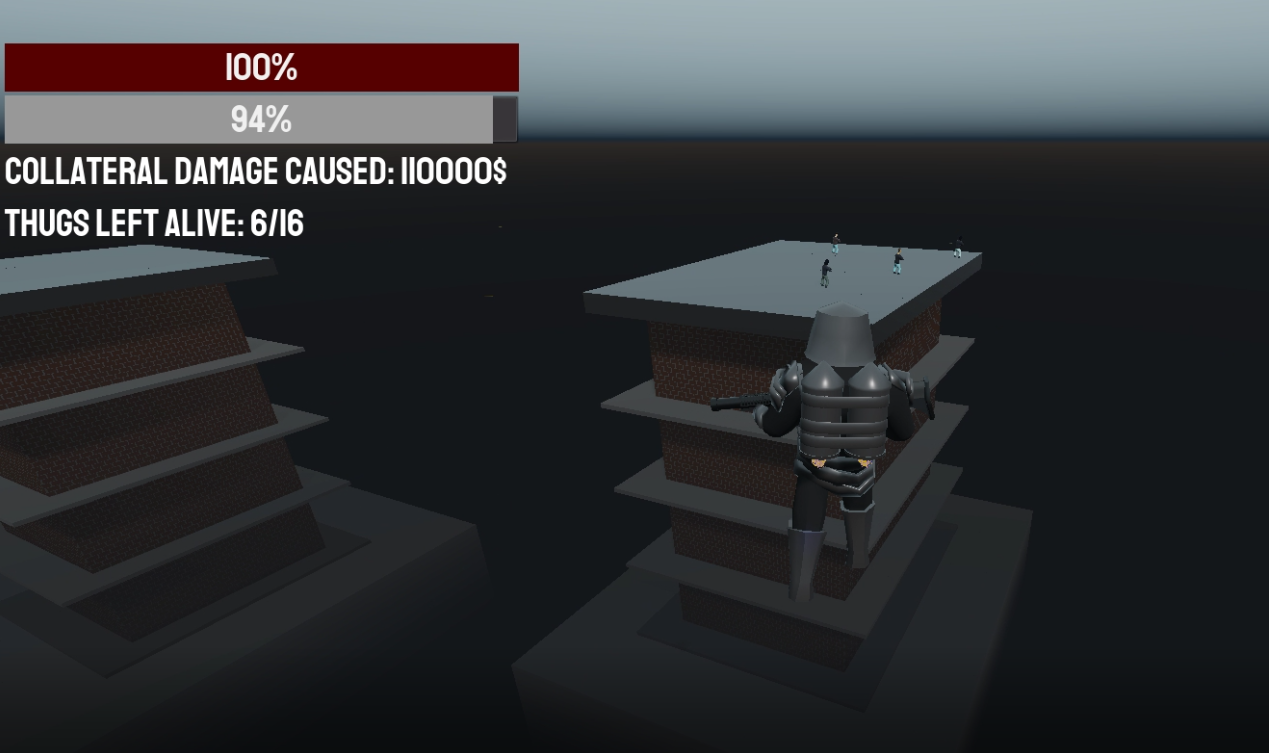 100%
94%
COLLATERAL DAMAGE CAUSED: 110000$
THUGS LEFT ALIVE: 6/16